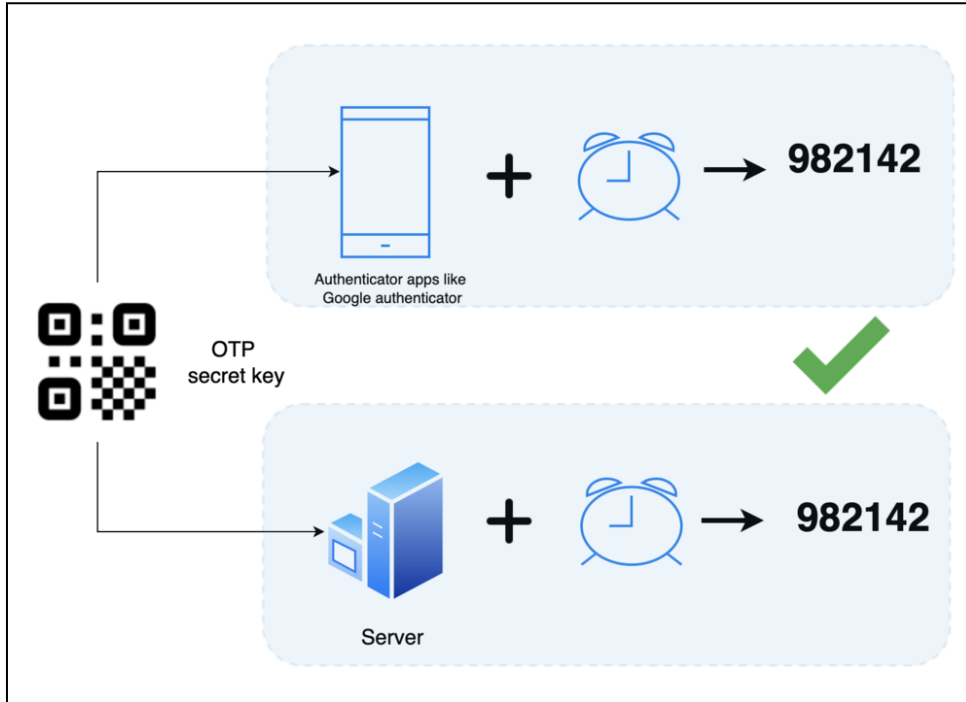 982142
Authenticator apps like
Google authenticator
OTP
secret key
982142
Server